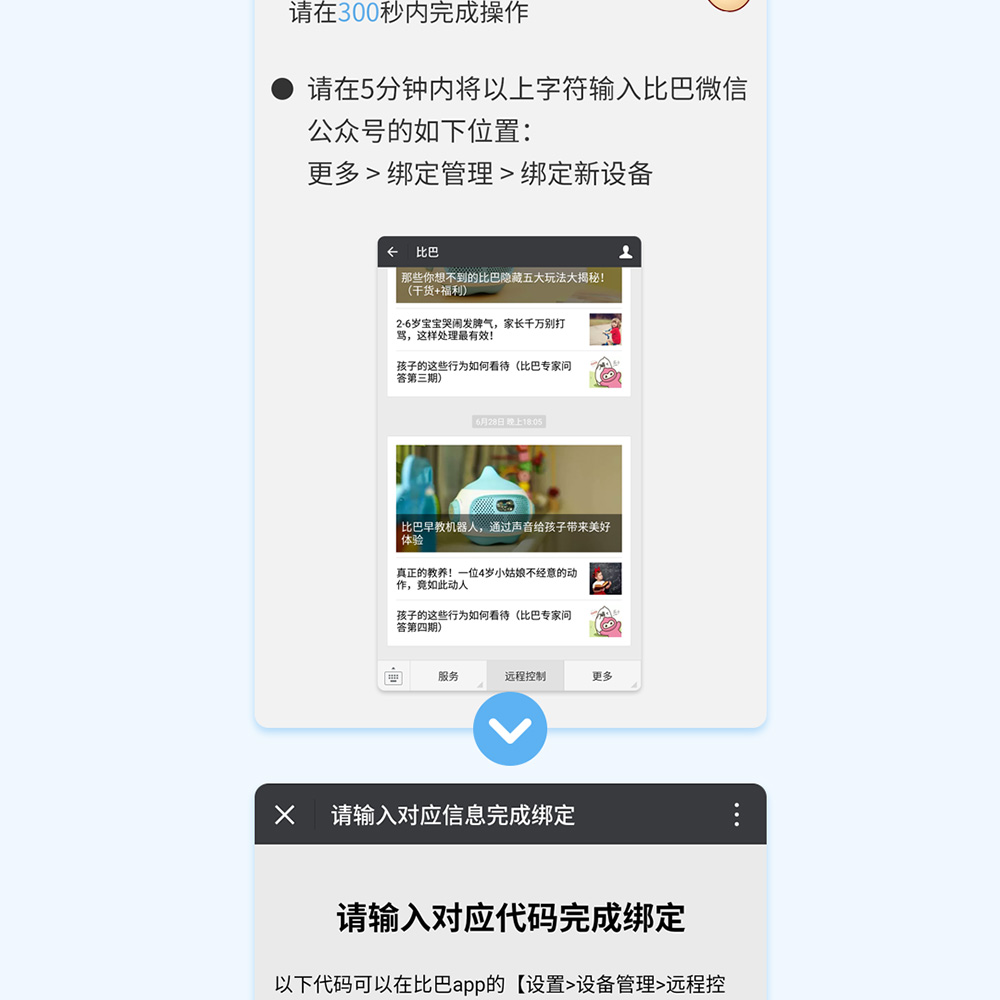 请在300秒内完成操作
请在5分钟内将以上字符输入比巴微信
公众号的如下位置：
更多 > 绑定管理 > 绑定新设备
比巴
那些你想不到的比巴隐藏五大玩法大揭秘！
（干货+福利）
2-6岁宝宝哭闹发脾气，家长千万别打
骂，这样处理最有效！
孩子的这些行为如何看待（比巴专家问
答第三期）
6月28日 晚上18:05
比巴早教机器人，通过声音给孩子带来美好
体验
真正的教养！一位4岁小姑娘不经意的动
作，竟如此动人
孩子的这些行为如何看待（比巴专家问
答第四期）
服务
远程控制
更多
请输入对应信息完成绑定
请输入对应代码完成绑定
以下代码可以在比巴app的【设置>设备管理>远程控